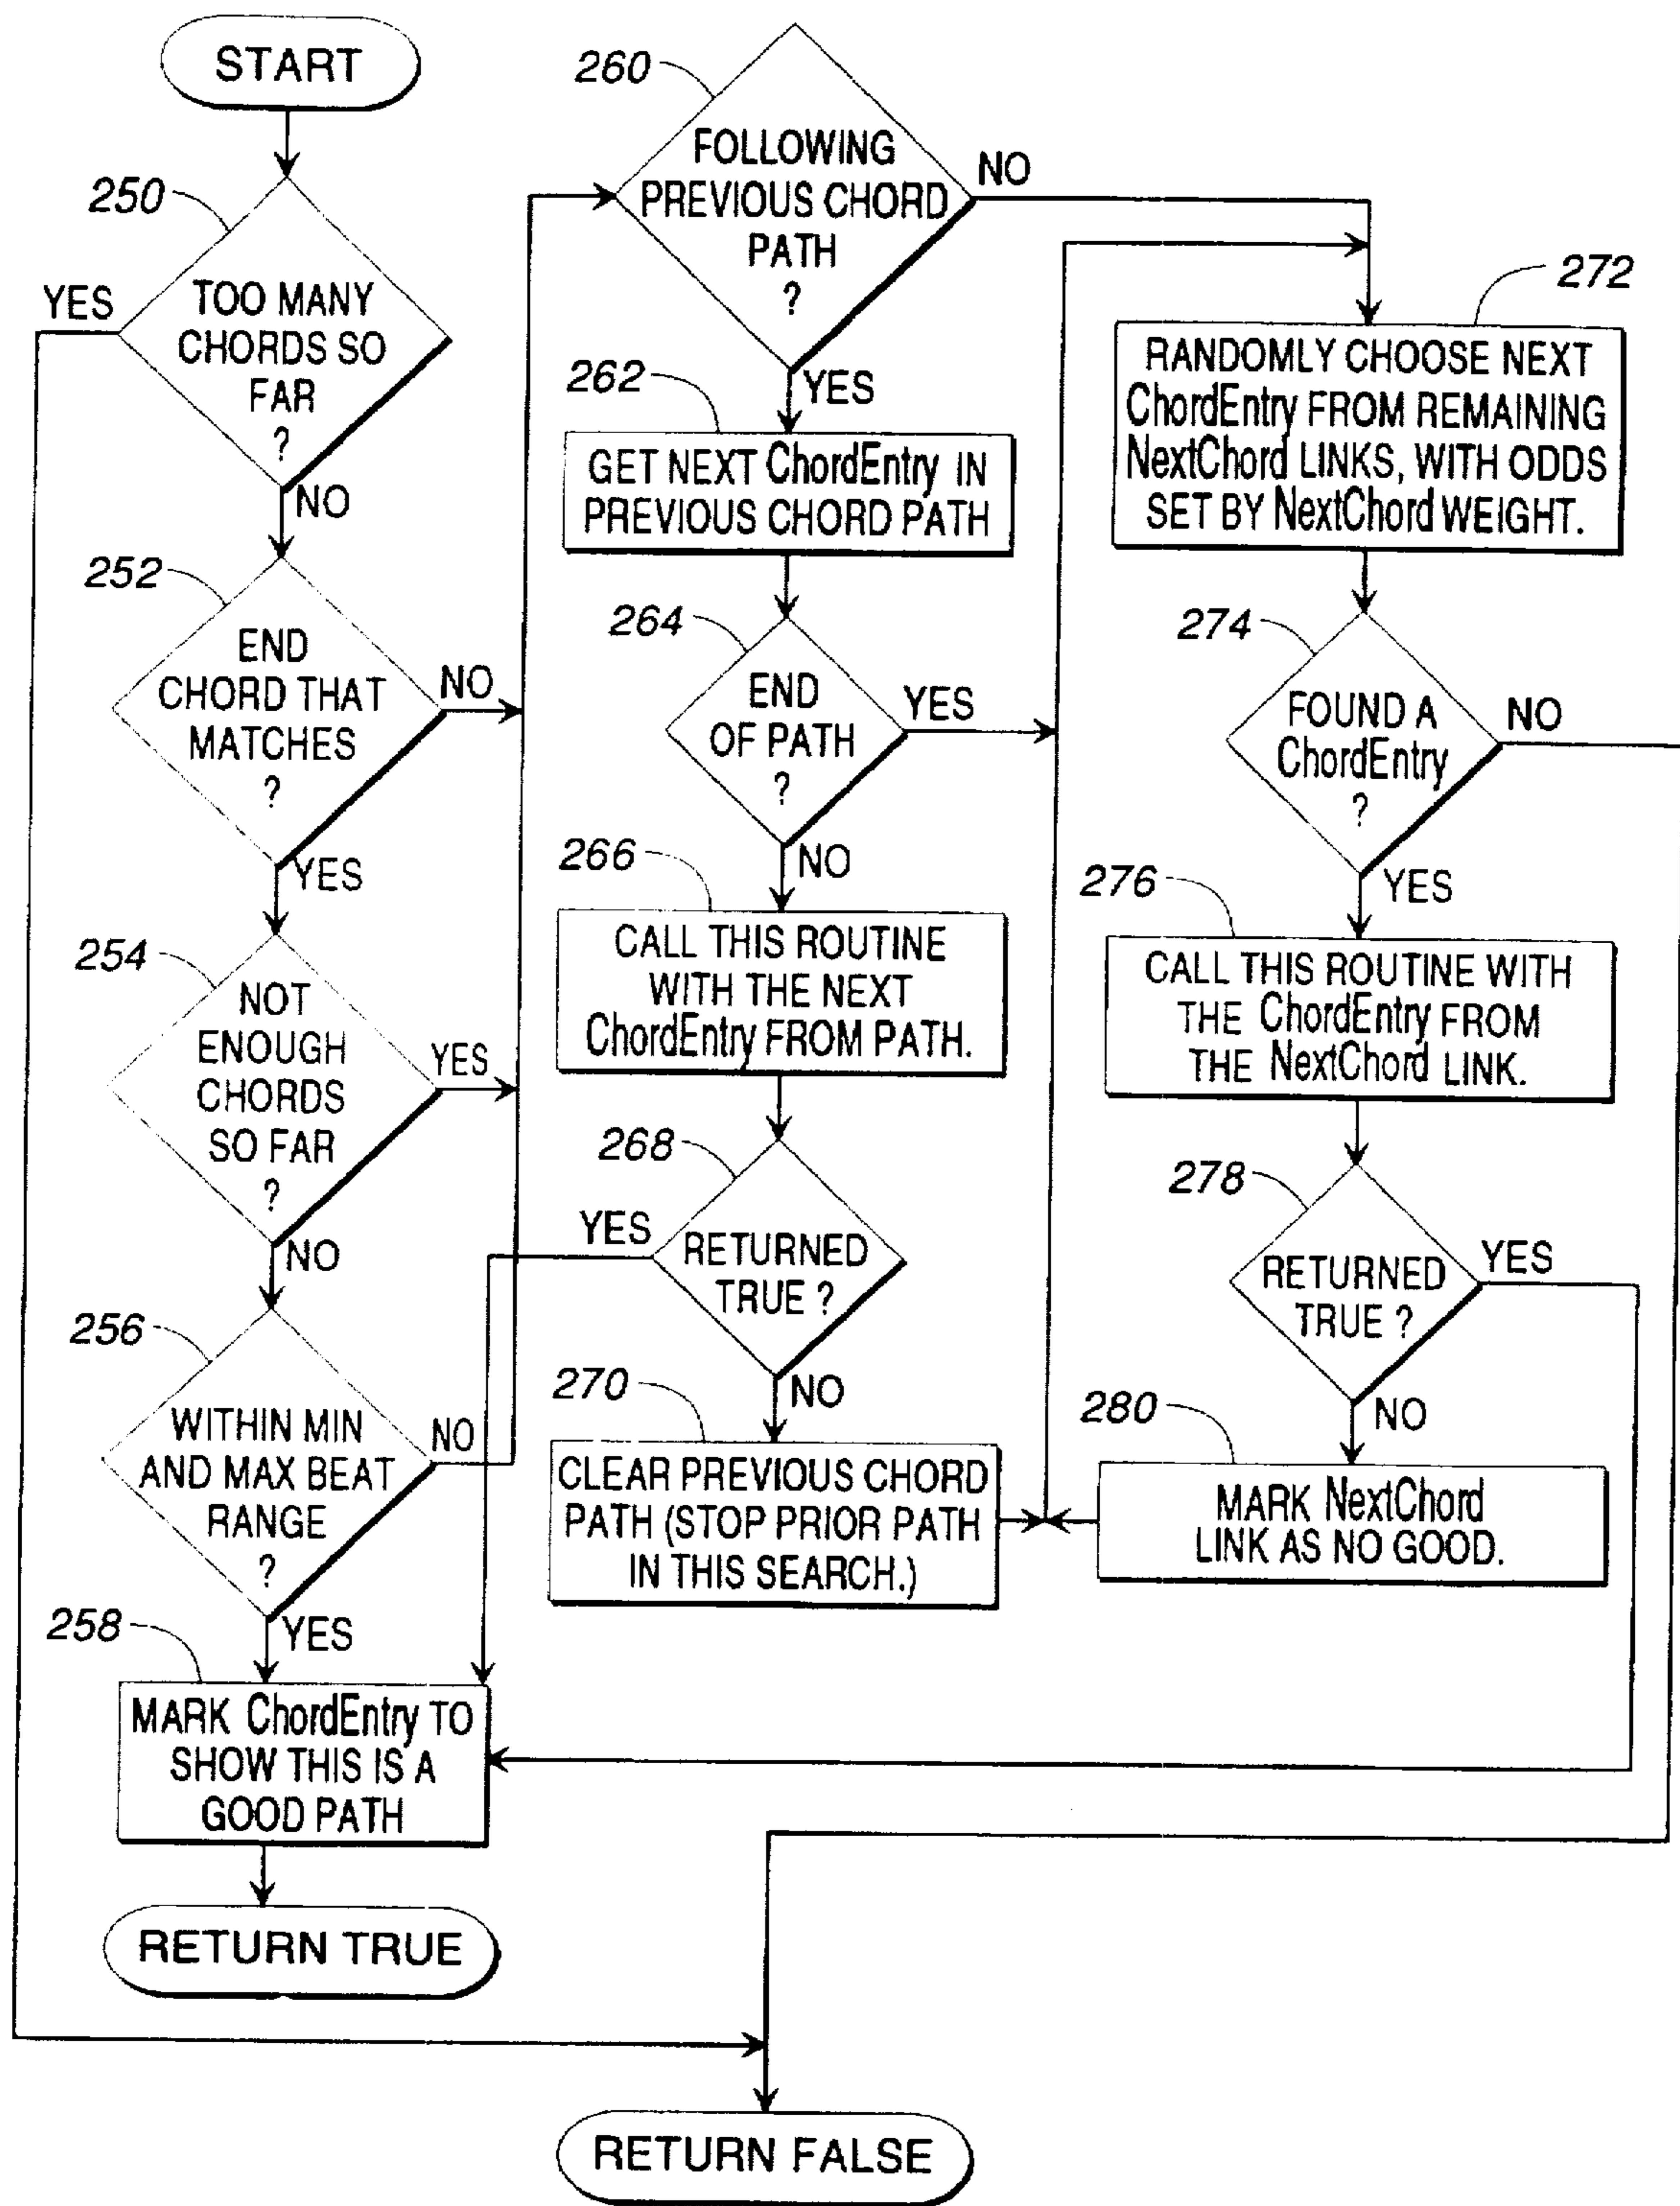 START
250
TOO MANY
CHORDS SO
FAR
?
YES
NO
252
END
CHORD THAT
MATCHES
?
NO
YES
254
NOT
ENOUGH
CHORDS
SO FAR
?
YES
NO
256
WITHIN MIN
AND MAX BEAT
RANGE
?
NO
YES
258
MARK ChordEntry TO
SHOW THIS IS A
GOOD PATH
RETURN TRUE
260
FOLLOWING
PREVIOUS CHORD
PATH
?
NO
YES
262
GET NEXT ChordEntry IN
PREVIOUS CHORD PATH
264
END
OF PATH
?
YES
NO
266
CALL THIS ROUTINE
WITH THE NEXT
ChordEntry FROM PATH.
268
RETURNED
TRUE ?
YES
NO
270
CLEAR PREVIOUS CHORD
PATH (STOP PRIOR PATH
IN THIS SEARCH.)
272
RANDOMLY CHOOSE NEXT
ChordEntry FROM REMAINING
NextChord LINKS, WITH ODDS
SET BY NextChord WEIGHT.
274
FOUND A
ChordEntry
?
NO
YES
276
CALL THIS ROUTINE WITH
THE ChordEntry FROM
THE NextChord LINK.
278
RETURNED
TRUE ?
YES
NO
280
MARK NextChord
LINK AS NO GOOD.
RETURN FALSE